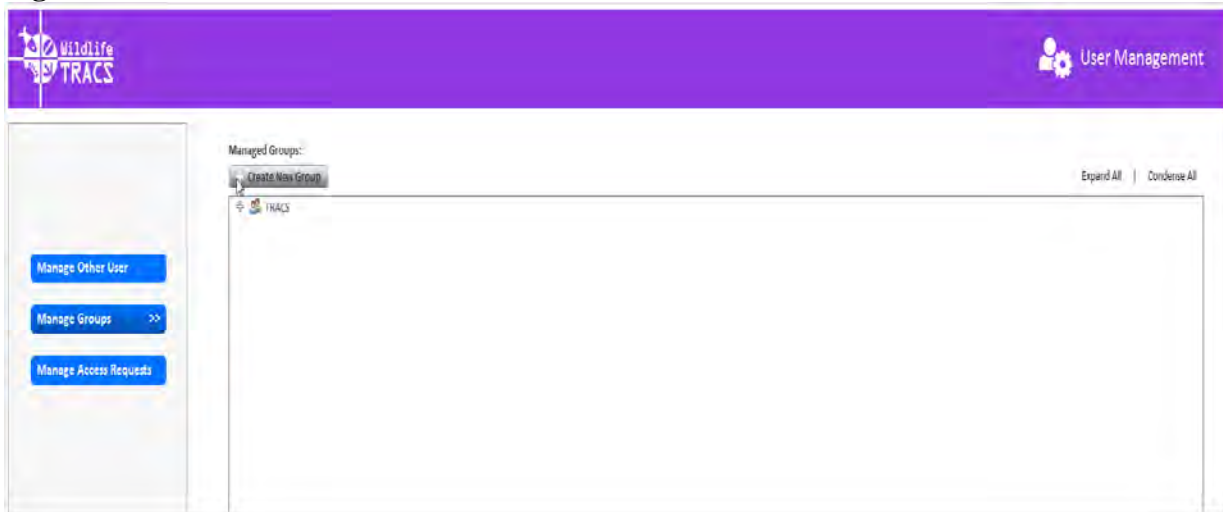 Wildlife
TRACS
User Management
Managed Groups:
Create New Group
Expand All | Condense All
TRACS
Manage Other User
Manage Groups >>
Manage Access Requests